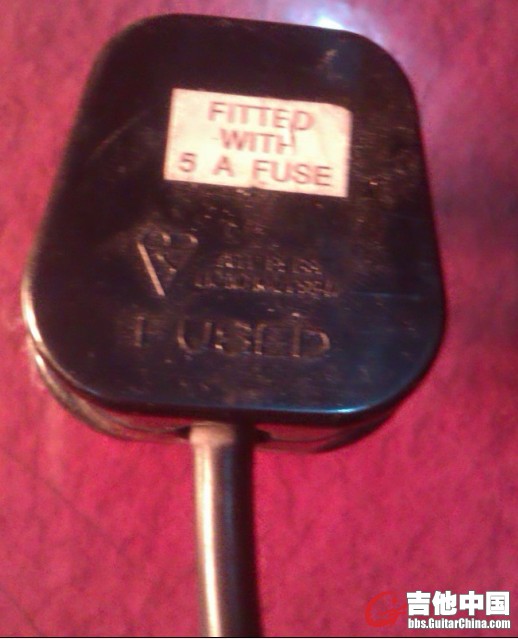 FITTED
WITH
5 A FUSE
FUSED
吉他中国
bbs.GuitarChina.com